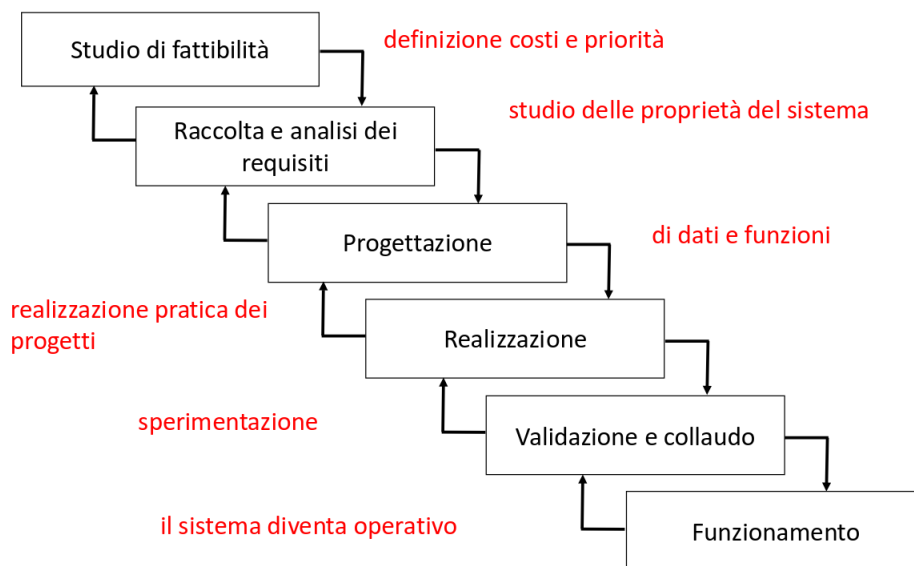 Studio di fattibilità
definizione costi e priorità
Raccolta e analisi dei
requisiti
studio delle proprietà del sistema
Progettazione
di dati e funzioni
realizzazione pratica dei
progetti
Realizzazione
sperimentazione
Validazione e collaudo
il sistema diventa operativo
Funzionamento